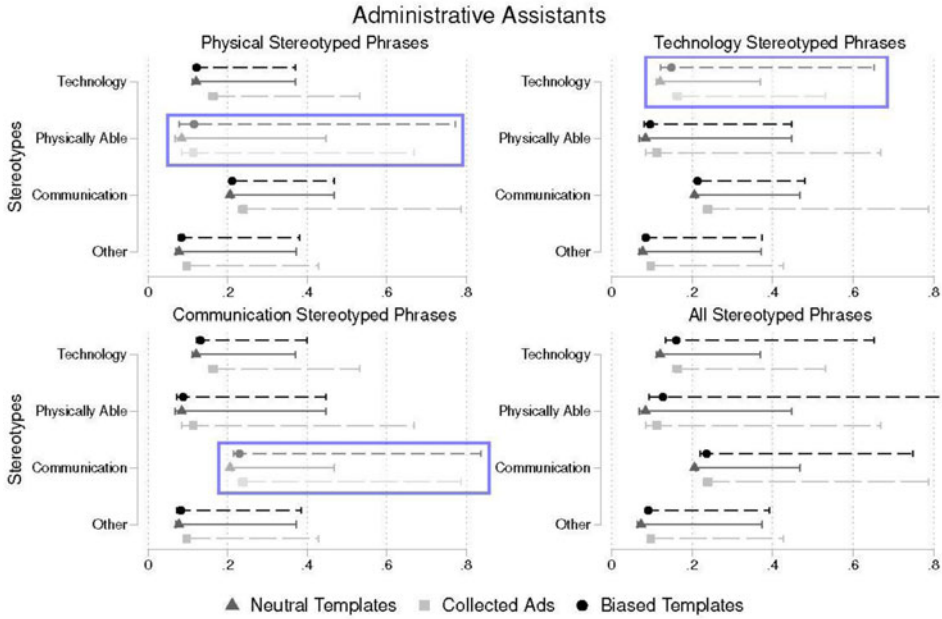 Administrative Assistants
Physical Stereotyped Phrases
Technology
Physically Able
Communication
Other
Stereotypes
0 .2 .4 .6 .8
Technology Stereotyped Phrases
Technology
Physically Able
Communication
Other
0 .2 .4 .6 .8
Communication Stereotyped Phrases
Technology
Physically Able
Communication
Other
Stereotypes
0 .2 .4 .6 .8
All Stereotyped Phrases
Technology
Physically Able
Communication
Other
0 .2 .4 .6 .8
Neutral Templates Collected Ads Biased Templates